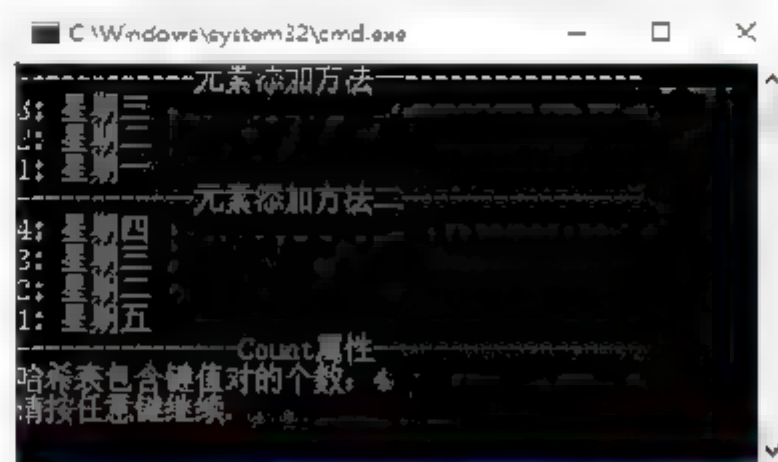 C:\Windows\system32\cmd.exe
--------------元素添加方法一--------------------
3: 星期三
2: 星期二
1: 星期一
--------------元素添加方法二--------------------
4: 星期四
3: 星期三
2: 星期二
1: 星期五
------------------Count属性----------------------
哈希表包含键值对的个数: 4
请按任意键继续.